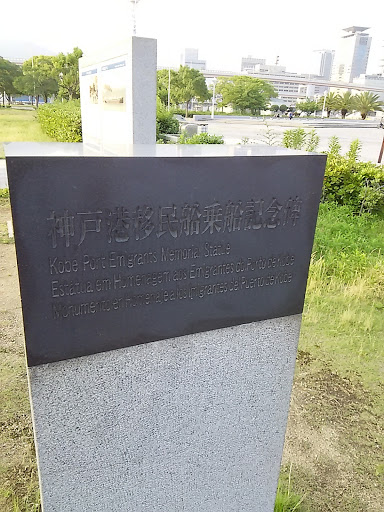 神戸港移民船乗船記念碑
Kobe Port Emigrants Memorial Statue
Estatua em Homenagem aos Emigrantes do Porto de Kobe
Monumento en homenaje a los Emigrantes de Puerto de Kobe